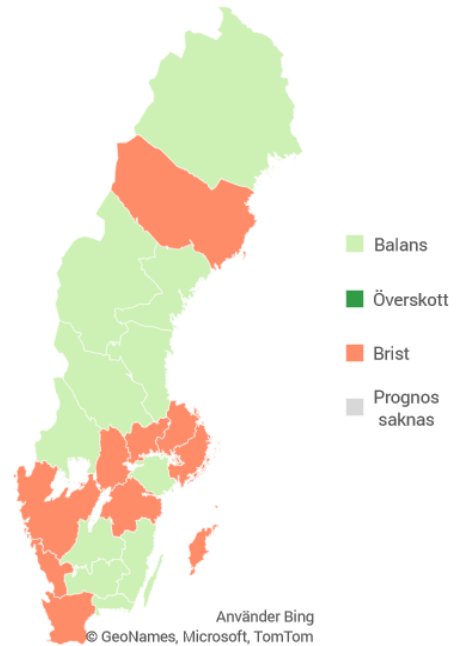 Balans
Överskott
Brist
Prognos
saknas
Använder Bing
© GeoNames, Microsoft, TomTom